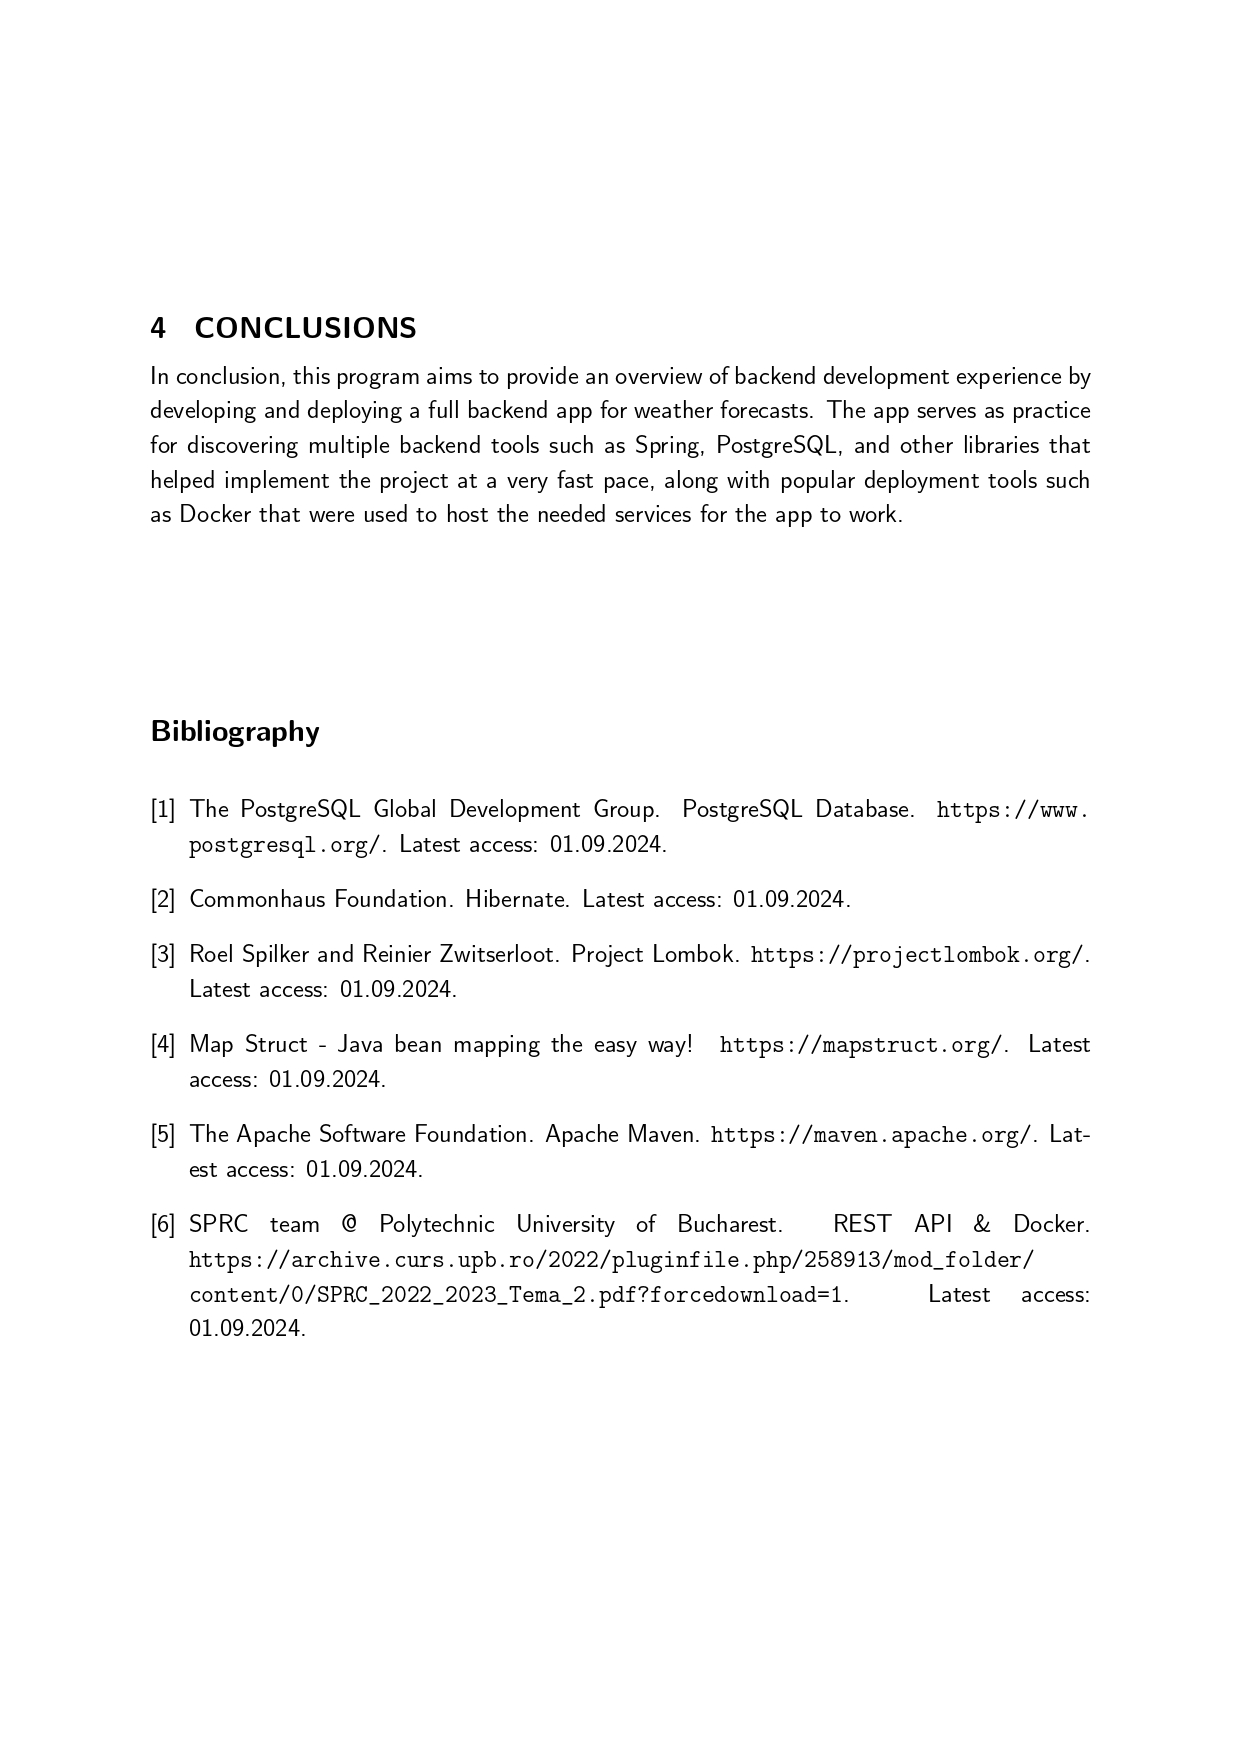 4 CONCLUSIONS
In conclusion, this program aims to provide an overview of backend development experience by
developing and deploying a full backend app for weather forecasts. The app serves as practice
for discovering multiple backend tools such as Spring, PostgreSQL, and other libraries that
helped implement the project at a very fast pace, along with popular deployment tools such
as Docker that were used to host the needed services for the app to work.
Bibliography
[1] The PostgreSQL Global Development Group. PostgreSQL Database. https://www.
postgresql.org/. Latest access: 01.09.2024.
[2] Commonhaus Foundation. Hibernate. Latest access: 01.09.2024.
[3] Roel Spilker and Reinier Zwitserloot. Project Lombok. https://projectlombok.org/.
Latest access: 01.09.2024.
[4] Map Struct - Java bean mapping the easy way! https://mapstruct.org/. Latest
access: 01.09.2024.
[5] The Apache Software Foundation. Apache Maven. https://maven.apache.org/. Lat-
est access: 01.09.2024.
[6] SPRC team @ Polytechnic University of Bucharest. REST API & Docker.
https://archive.curs.upb.ro/2022/pluginfile.php/258913/mod_folder/
content/0/SPRC_2022_2023_Tema_2.pdf?forcedownload=1. Latest access:
01.09.2024.